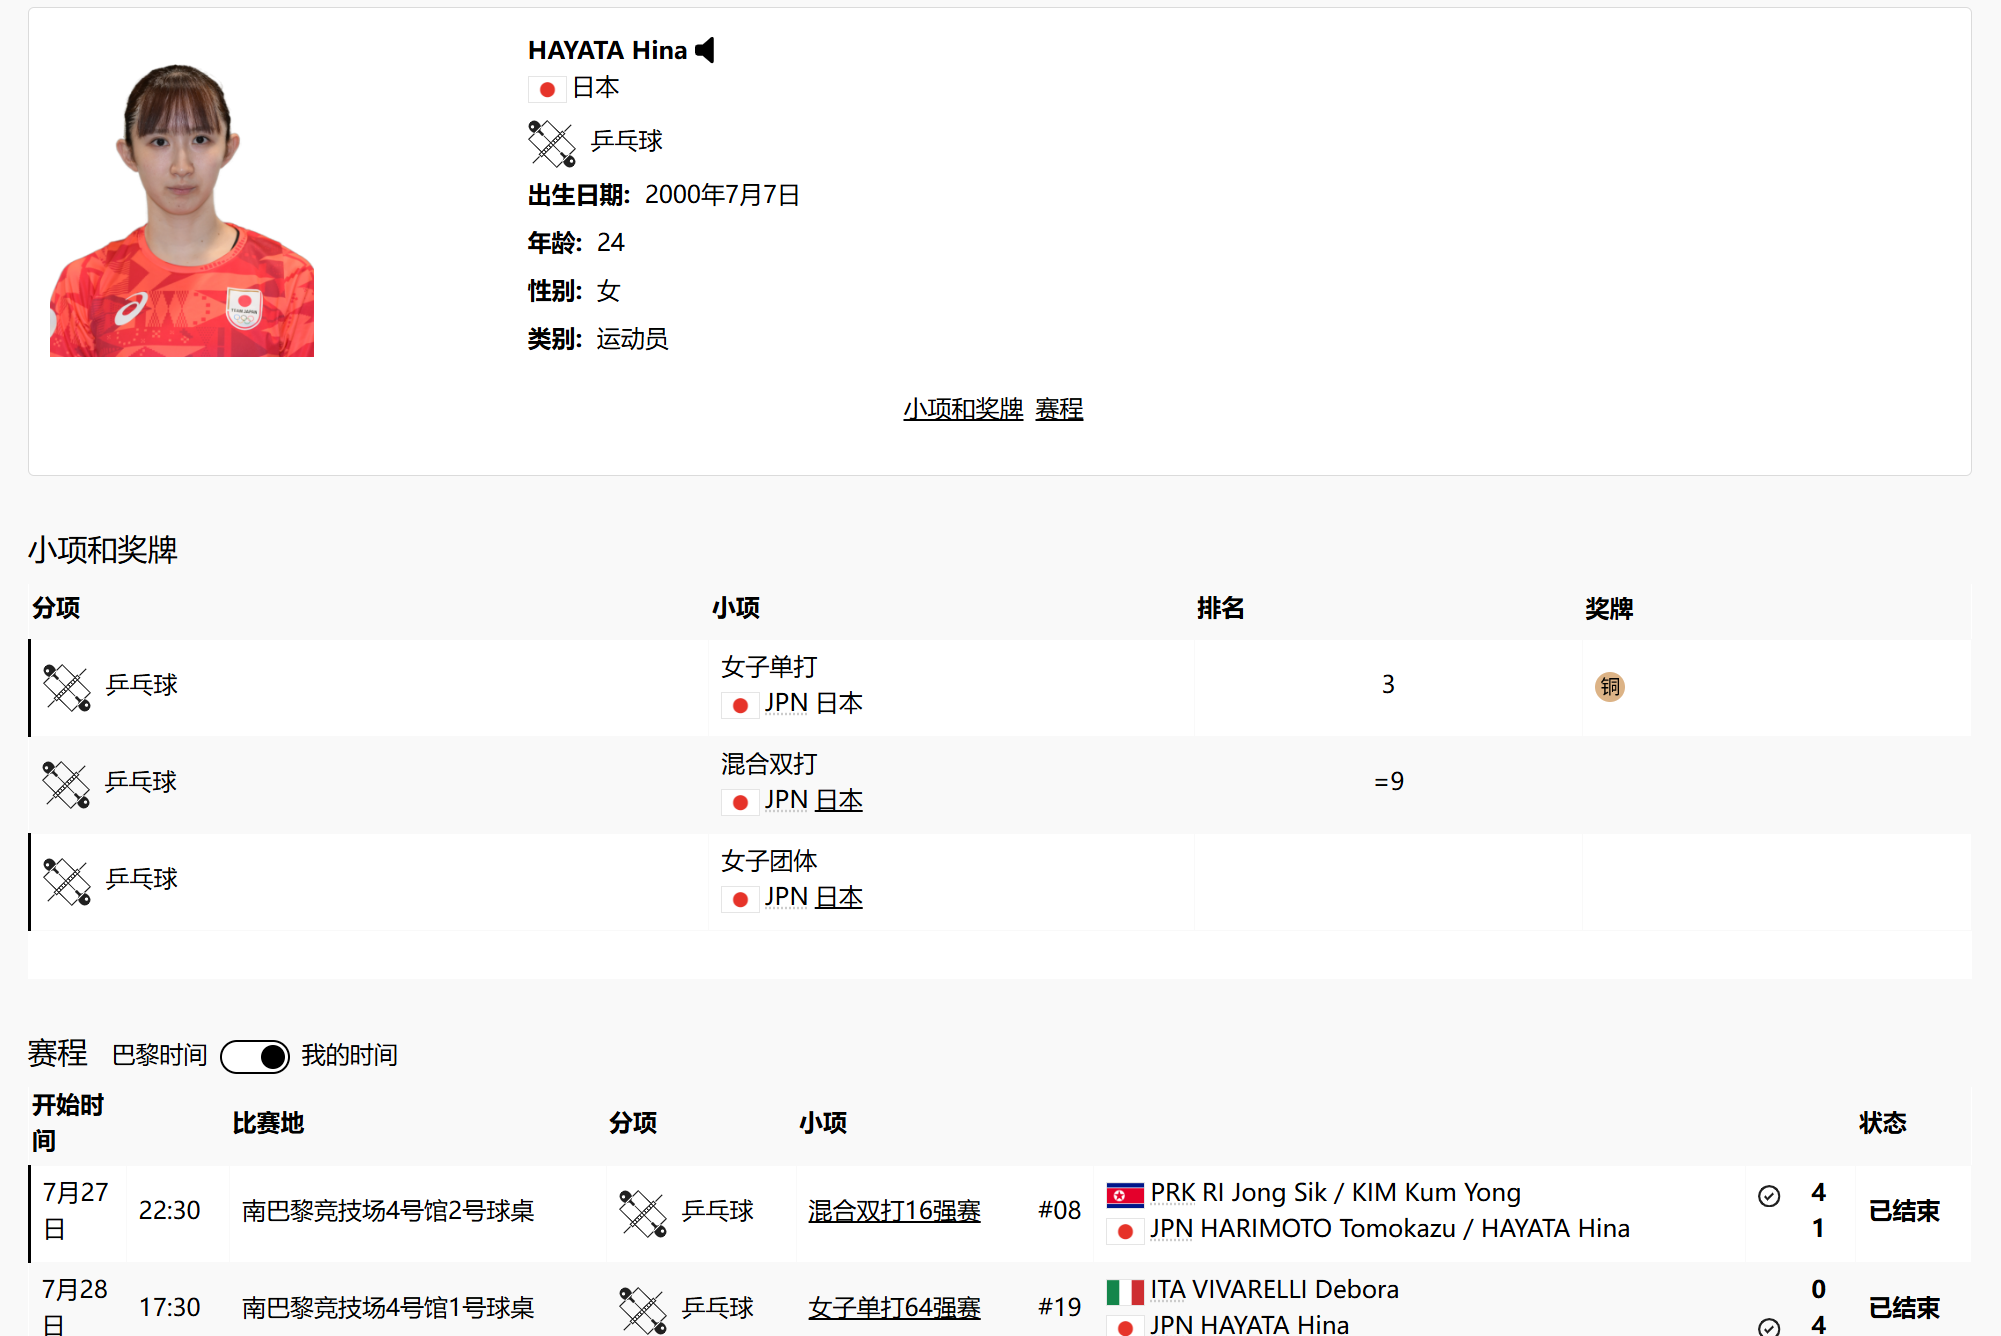 HAYATA Hina
日本
乒乓球
出生日期: 2000年7月7日
年龄: 24
性别: 女
类别: 运动员
小项和奖牌 赛程
小项和奖牌
分项 小项 排名 奖牌
乒乓球 女子单打 3 铜
JPN 日本
乒乓球 混合双打 =9
JPN 日本
乒乓球 女子团体
JPN 日本
赛程 巴黎时间 我的时间
开始时间 比赛地 分项 小项 状态
7月27日 22:30 南巴黎竞技场4号馆2号球桌 乒乓球 混合双打16强赛 #08 PRK RI Jong Sik / KIM Kum Yong 4 已结束
JPN HARIMOTO Tomokazu / HAYATA Hina 1
7月28日 17:30 南巴黎竞技场4号馆1号球桌 乒乓球 女子单打64强赛 #19 ITA VIVARELLI Debora 0 已结束
JPN HAYATA Hina 4